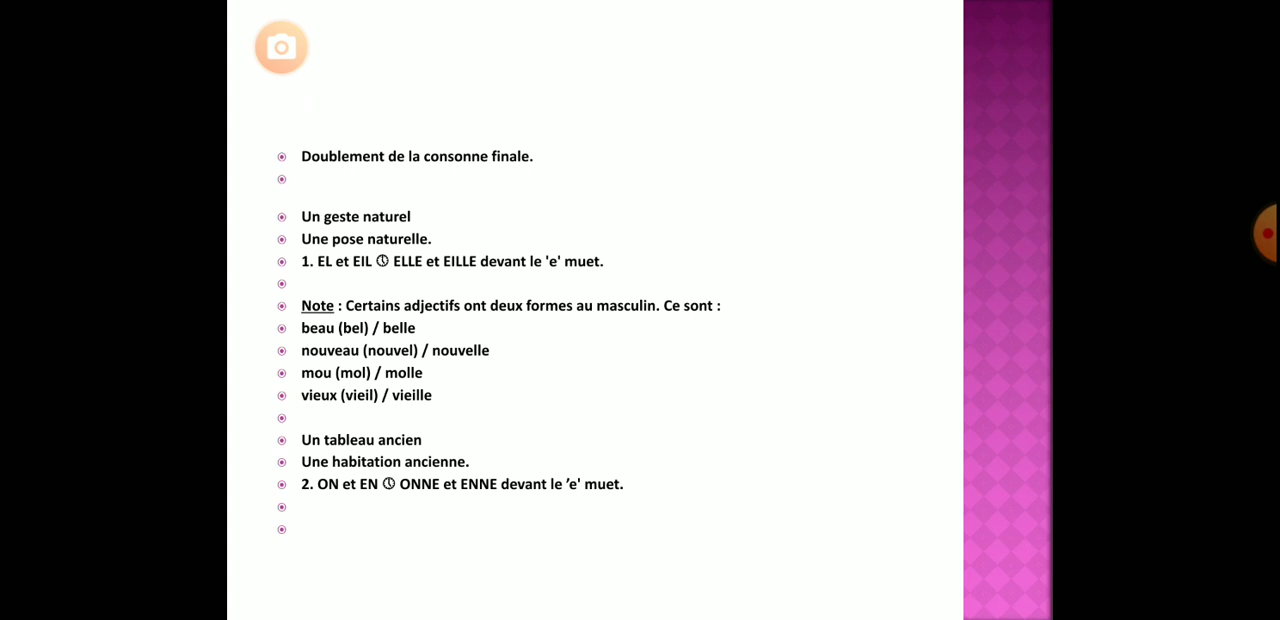 Doublement de la consonne finale.
Un geste naturel
Une pose naturelle.
1. EL et EIL 🕔 ELLE et EILLE devant le 'e' muet.
Note : Certains adjectifs ont deux formes au masculin. Ce sont :
beau (bel) / belle
nouveau (nouvel) / nouvelle
mou (mol) / molle
vieux (vieil) / vieille
Un tableau ancien
Une habitation ancienne.
2. ON et EN 🕔 ONNE et ENNE devant le ’e' muet.